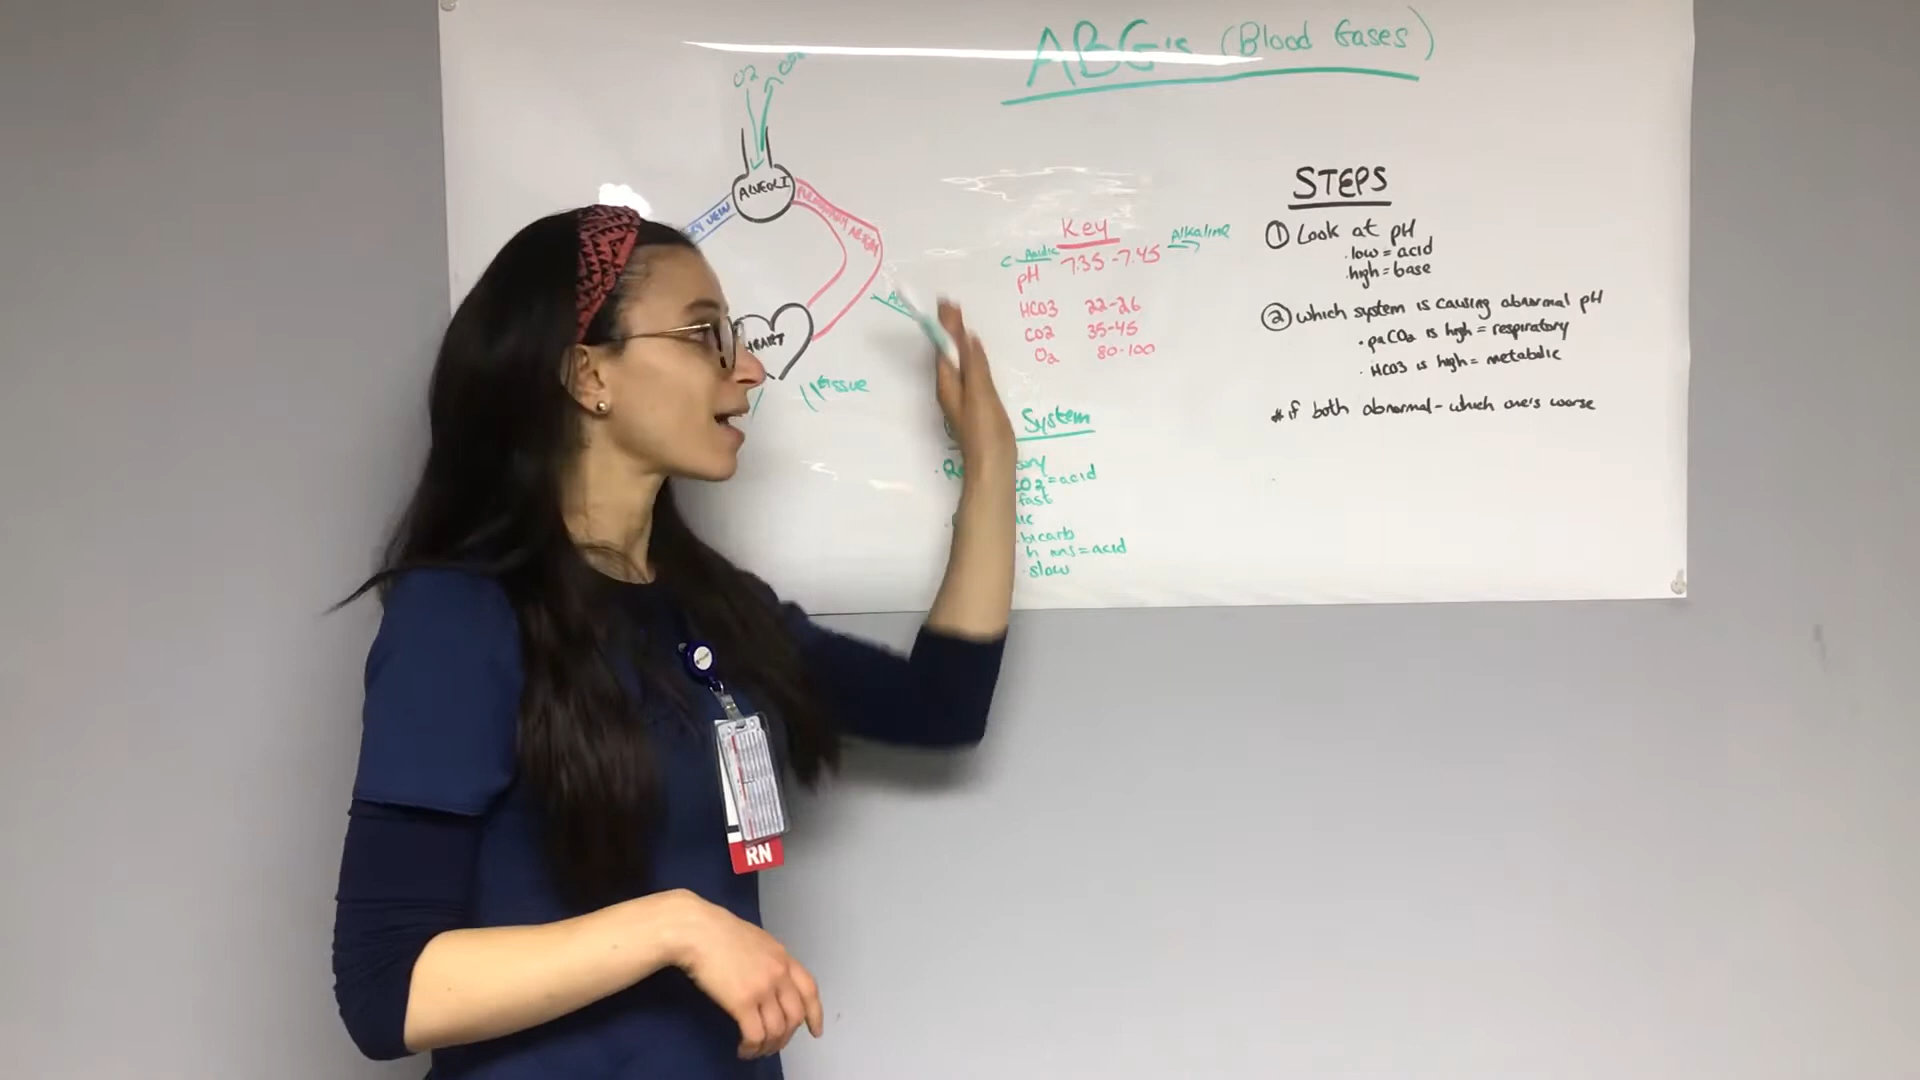 ABG's (Blood Gases)
O2
ALVEOLI
VEIN
PULMONARY
HEART
tissue
Key
Acidic
Alkaline
pH 7.35-7.45
HCO3 22-26
CO2 35-45
O2 80-100
System
CO2=acid
fast
bicarb
=acid
slow
STEPS
① Look at pH
.low = acid
.high = base
② which system is causing abnormal pH
• paCO2 is high = respiratory
. HCO3 is high = metabolic
* if both abnormal - which one's worse
RN